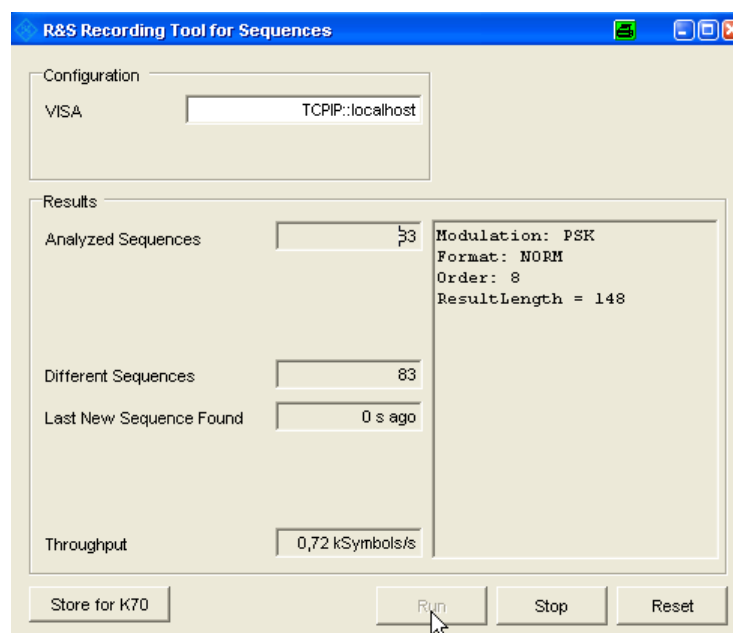 R&S Recording Tool for Sequences
Configuration
VISA
TCPIP::localhost
Results
Analyzed Sequences
Modulation: PSK
Format: NORM
Order: 8
ResultLength = 148
Different Sequences
83
Last New Sequence Found
0 s ago
Throughput
0,72 kSymbols/s
Store for K70
Run
Stop
Reset